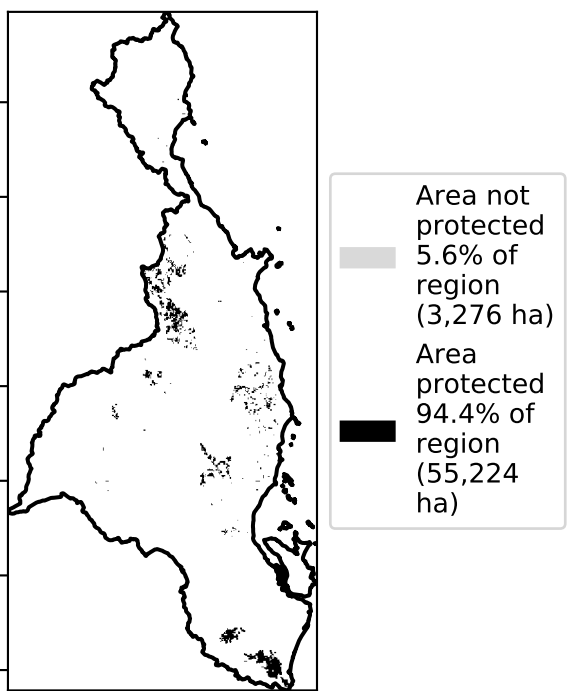 Area not
protected
5.6% of
region
(3,276 ha)
Area
protected
94.4% of
region
(55,224
ha)